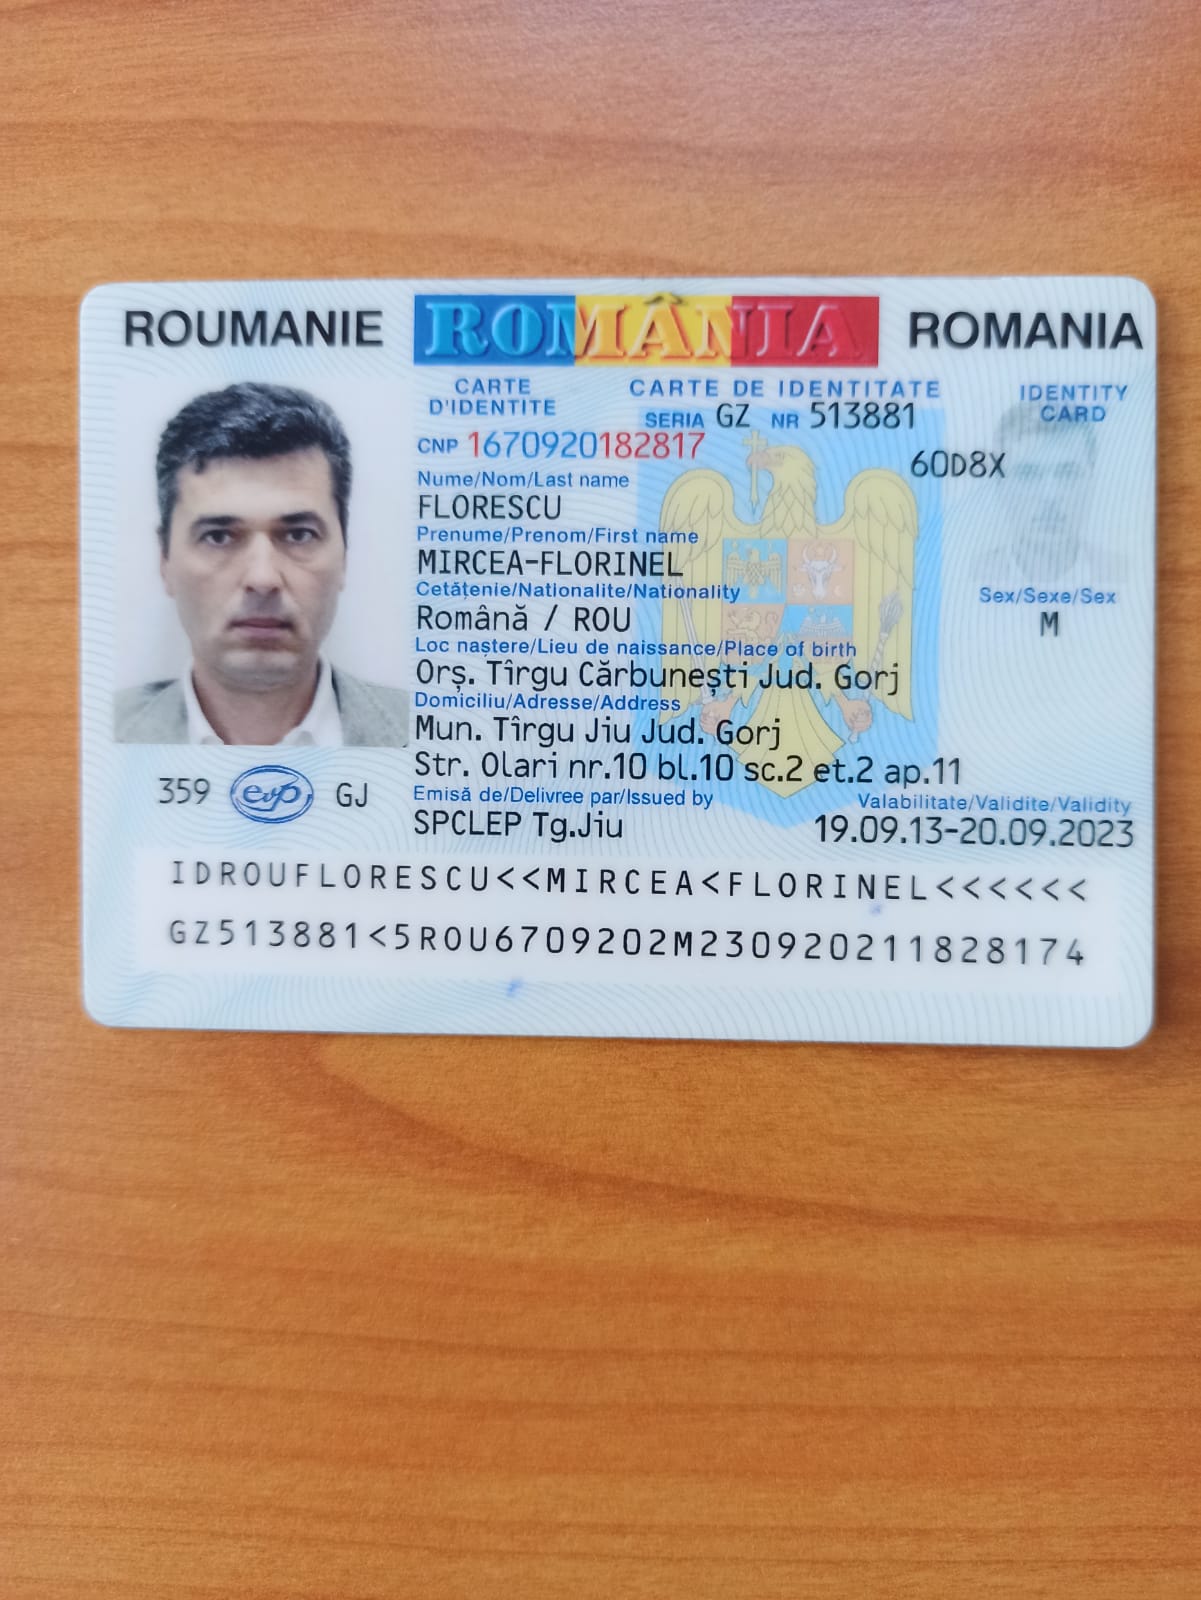 ROUMANIE ROMÂNIA ROMANIA
CARTE D'IDENTITE
CARTE DE IDENTITATE
IDENTITY CARD
SERIA GZ NR 513881
CNP 1670920182817
60D8X
Nume/Nom/Last name
FLORESCU
Prenume/Prenom/First name
MIRCEA-FLORINEL
Cetăţenie/Nationalite/Nationality
Română / ROU
Sex/Sexe/Sex
M
Loc naştere/Lieu de naissance/Place of birth
Orş. Tîrgu Cărbuneşti Jud. Gorj
Domiciliu/Adresse/Address
Mun. Tîrgu Jiu Jud. Gorj
Str. Olari nr.10 bl.10 sc.2 et.2 ap.11
359 evp GJ
Emisă de/Delivree par/Issued by
SPCLEP Tg.Jiu
Valabilitate/Validite/Validity
19.09.13-20.09.2023
IDROUFLORESCU<<MIRCEA<FLORINEL<<<<<<
GZ513881<5ROU6709202M230920211828174